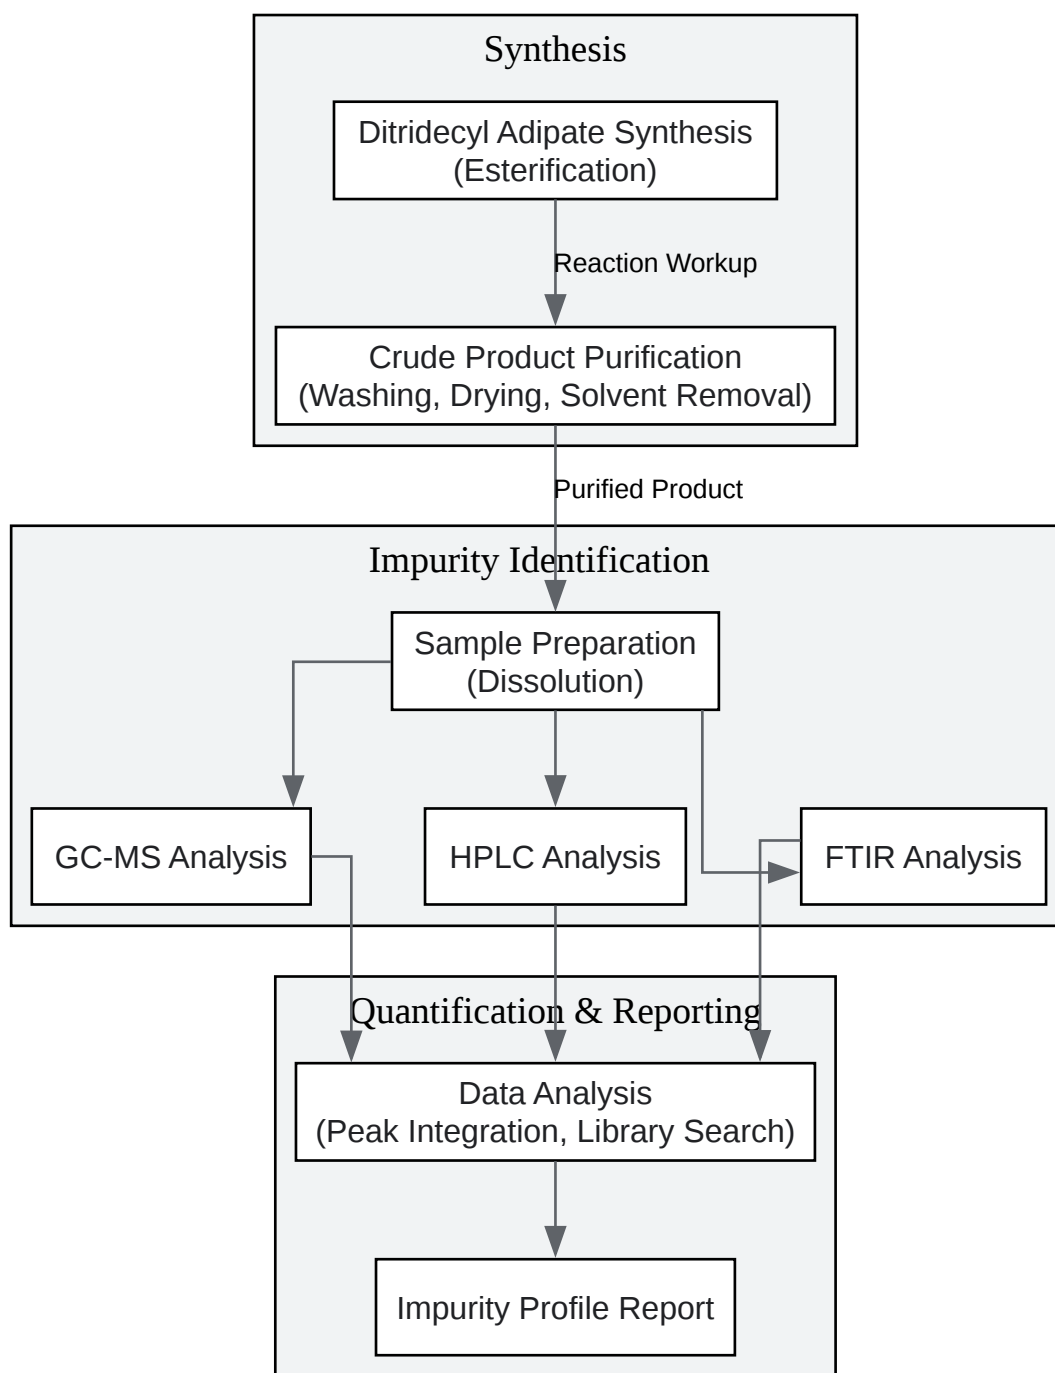 Synthesis
Ditridecyl Adipate Synthesis
(Esterification)
Reaction Workup
Crude Product Purification
(Washing, Drying, Solvent Removal)
Purified Product
Impurity Identification
Sample Preparation
(Dissolution)
GC-MS Analysis
HPLC Analysis
FTIR Analysis
Quantification & Reporting
Data Analysis
(Peak Integration, Library Search)
Impurity Profile Report